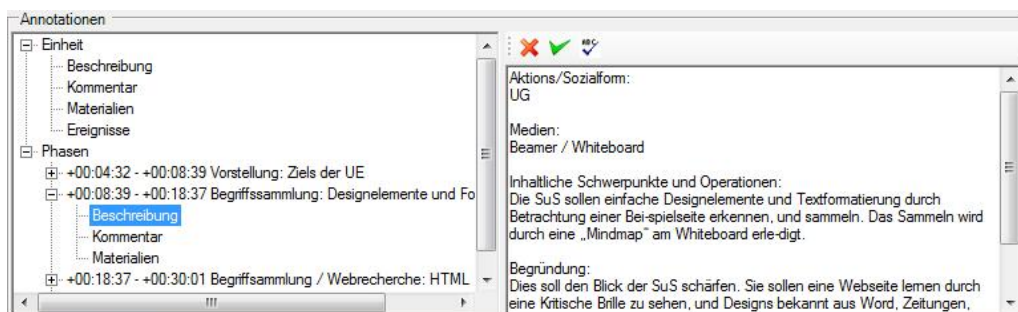 Annotationen
Einheit
Beschreibung
Kommentar
Materialien
Ereignisse
Phasen
+00:04:32 - +00:08:39 Vorstellung: Ziels der UE
+00:08:39 - +00:18:37 Begriffssammlung: Designelemente und Fo
Beschreibung
Kommentar
Materialien
+00:18:37 - +00:30:01 Begriffssammlung / Webrecherche: HTML
ABC
Aktions/Sozialform:
UG
Medien:
Beamer / Whiteboard
Inhaltliche Schwerpunkte und Operationen:
Die SuS sollen einfache Designelemente und Textformatierung durch
Betrachtung einer Bei-spielseite erkennen, und sammeln. Das Sammeln wird
durch eine „Mindmap“ am Whiteboard erle-digt.
Begründung:
Dies soll den Blick der SuS schärfen. Sie sollen eine Webseite lernen durch
eine Kritische Brille zu sehen, und Designs bekannt aus Word, Zeitungen,